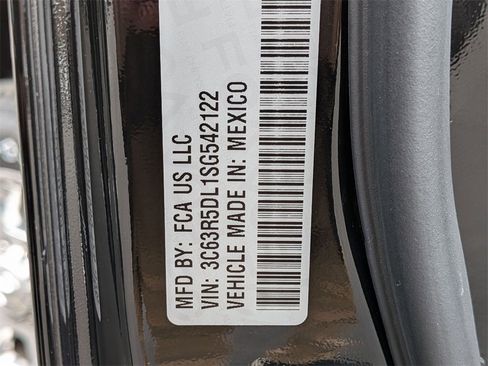 MFD BY: FCA US LLC
VIN: 3C63R5DL1SG542122
VEHICLE MADE IN: MEXICO